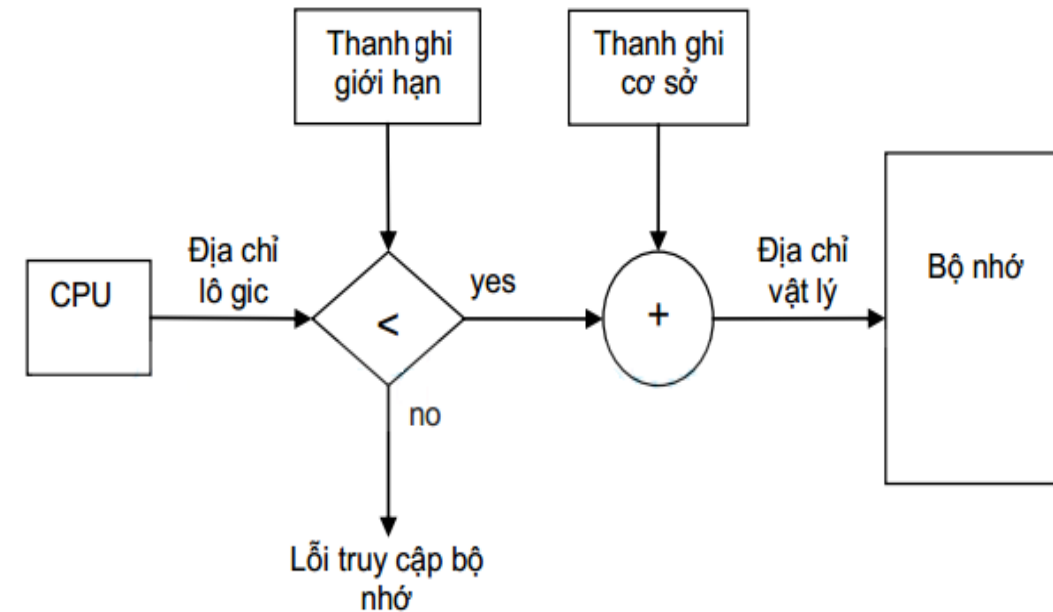 Thanh ghi
giới hạn
Thanh ghi
cơ sở
CPU
Địa chỉ
lô gic
<
yes
+
Địa chỉ
vật lý
Bộ nhớ
no
Lỗi truy cập bộ
nhớ